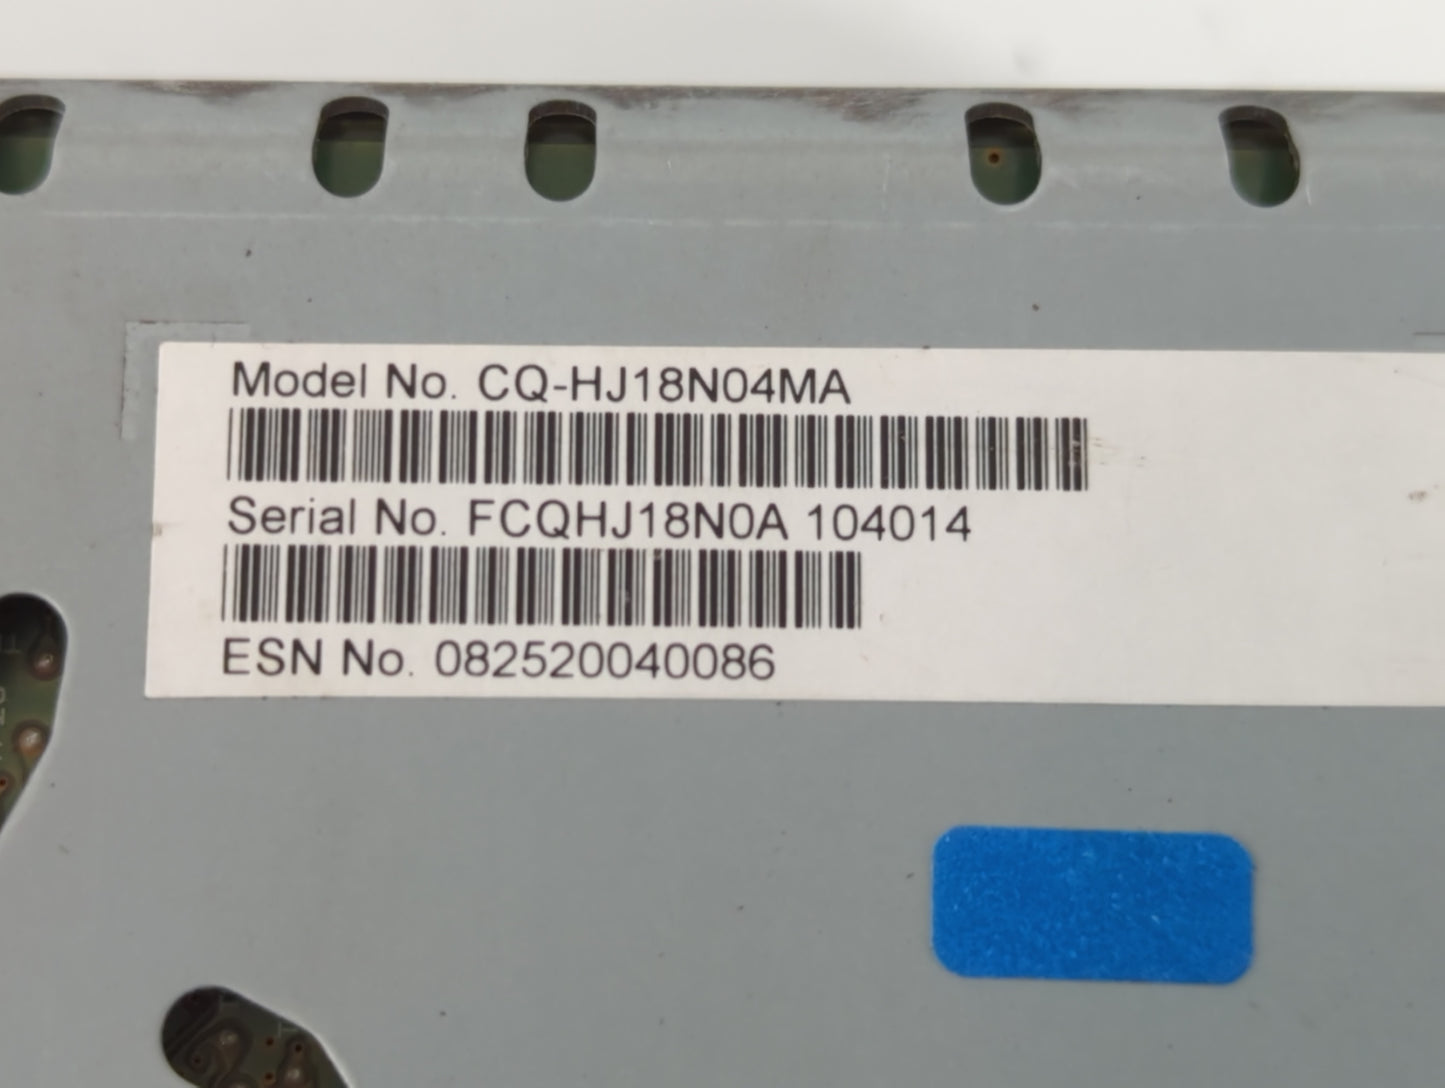 Model No. CQ-HJ18N04MA
Serial No. FCQHJ18N0A 104014
ESN No. 082520040086